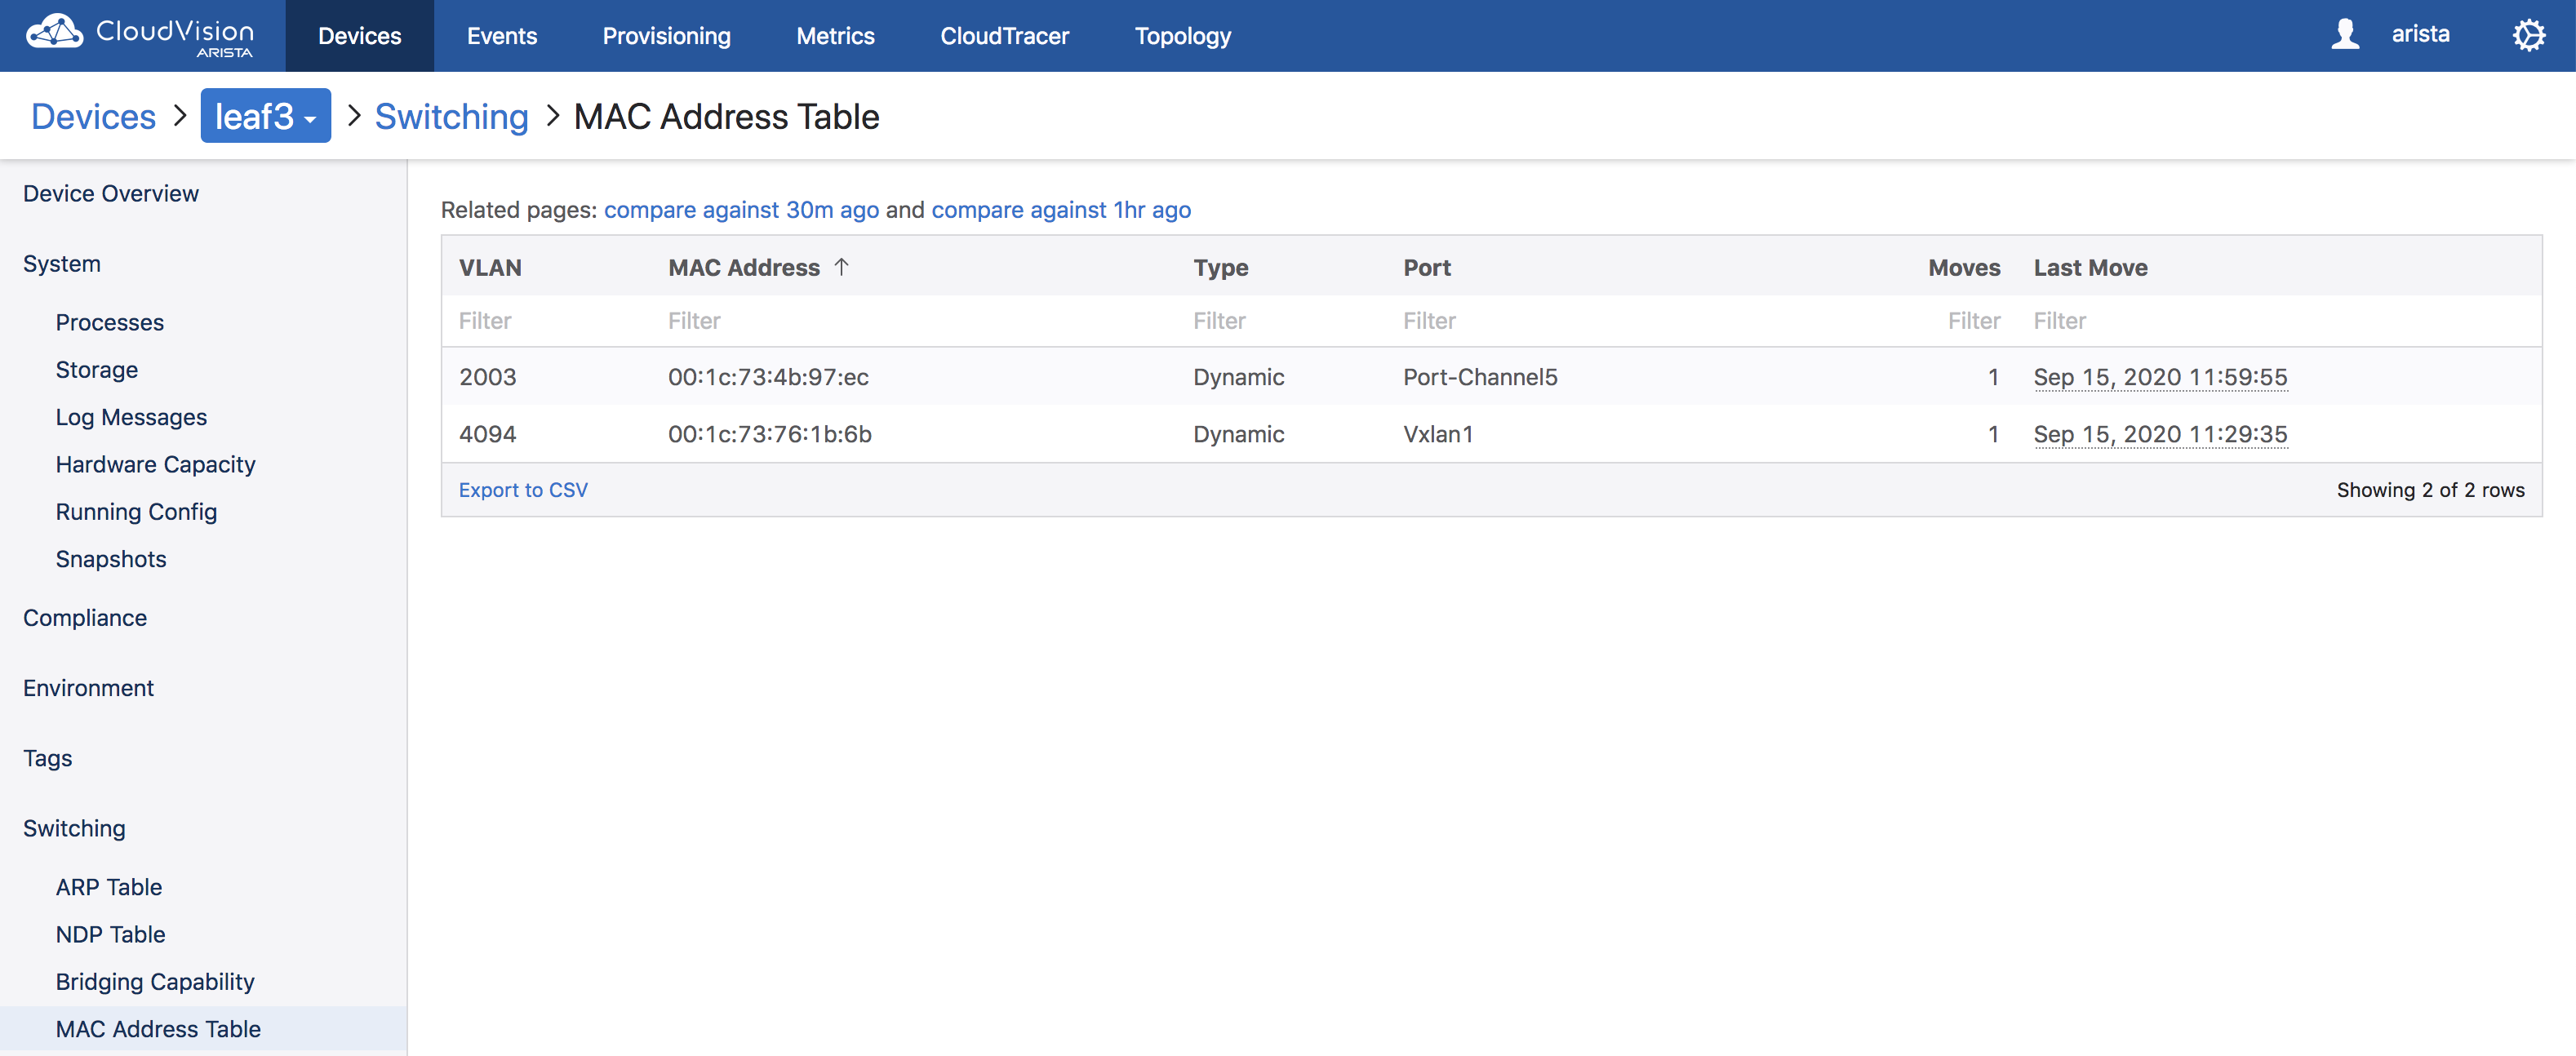 CloudVision
ARISTA
Devices Events Provisioning Metrics CloudTracer Topology arista
Devices > leaf3 > Switching > MAC Address Table
Device Overview
System
Processes
Storage
Log Messages
Hardware Capacity
Running Config
Snapshots
Compliance
Environment
Tags
Switching
ARP Table
NDP Table
Bridging Capability
MAC Address Table
Related pages: compare against 30m ago and compare against 1hr ago
VLAN MAC Address ↑ Type Port Moves Last Move
Filter Filter Filter Filter Filter Filter
2003 00:1c:73:4b:97:ec Dynamic Port-Channel5 1 Sep 15, 2020 11:59:55
4094 00:1c:73:76:1b:6b Dynamic Vxlan1 1 Sep 15, 2020 11:29:35
Export to CSV Showing 2 of 2 rows